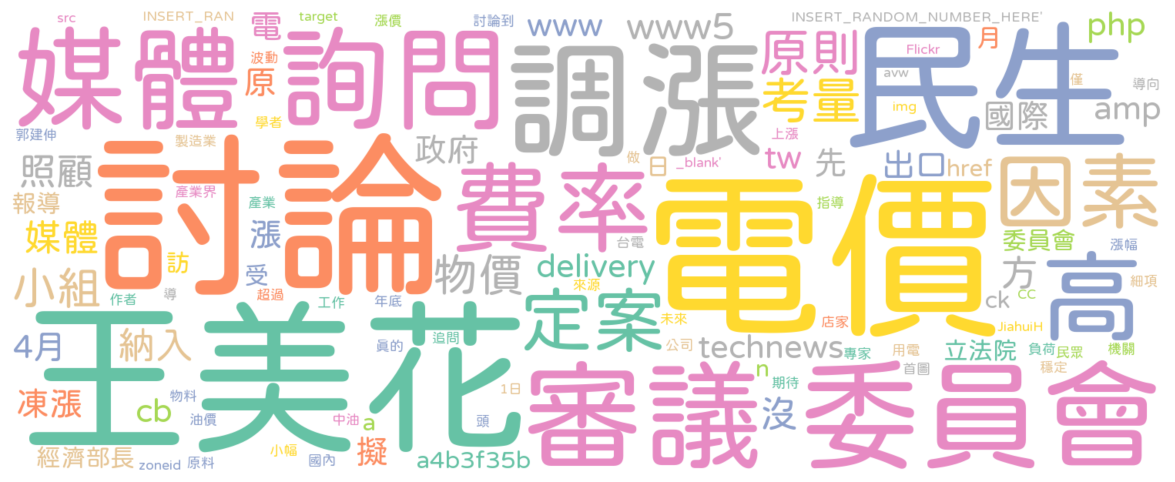 src
INSERT_RAN
target
漲價
討論到
www
www5
INSERT_RANDOM_NUMBER_HERE'
php
媒體
詢問
電
波動
原
調漲
原則
民生
月
Flickr
avw
img
僅
導向
amp
考量
國際
學者
郭建伸
製造業
政府
上漲
做
日
_blank'
tw
先
出口
href
因素
照顧
討論
產業界
產業
費率
電價
指導
報導
媒體
漲
台電
委員會
漲幅
訪
受
物價
delivery
來源
方
高
細項
小組
作者
導
超過
工作
年底
定案
未來
店家
ck
cc
JiahuiH
王美花
4月
納入
真的
追問
公司
technews
專家
用電
首圖
立法院
負荷
民眾
機關
穩定
凍漲
cb
物料
油價
中油
a
頭
1日
審議
n
期待
沒
委員會
經濟部長
zoneid
原料
小幅
國內
擬
a4b3f35b